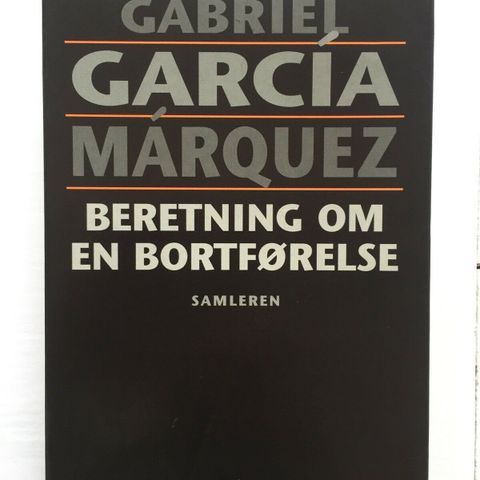 GABRIEL
GARCÍA
MÁRQUEZ
BERETNING OM
EN BORTFØRELSE
SAMLEREN